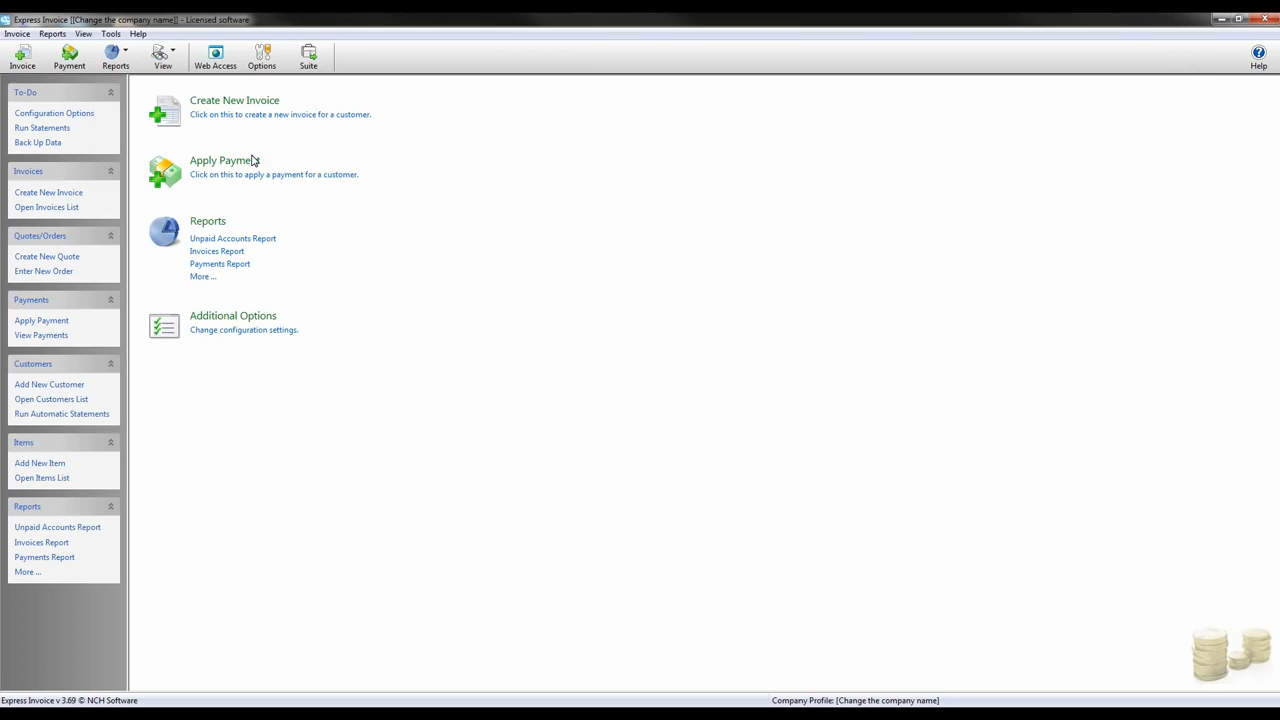 Express Invoice [[Change the company name]] - Licensed software
Invoice Reports View Tools Help
Invoice Payment Reports View Web Access Options Suite Help
To-Do
Configuration Options
Run Statements
Back Up Data
Invoices
Create New Invoice
Open Invoices List
Quotes/Orders
Create New Quote
Enter New Order
Payments
Apply Payment
View Payments
Customers
Add New Customer
Open Customers List
Run Automatic Statements
Items
Add New Item
Open Items List
Reports
Unpaid Accounts Report
Invoices Report
Payments Report
More ...
Create New Invoice
Click on this to create a new invoice for a customer.
Apply Payment
Click on this to apply a payment for a customer.
Reports
Unpaid Accounts Report
Invoices Report
Payments Report
More ...
Additional Options
Change configuration settings.
Express Invoice v 3.69 © NCH Software
Company Profile: [Change the company name]